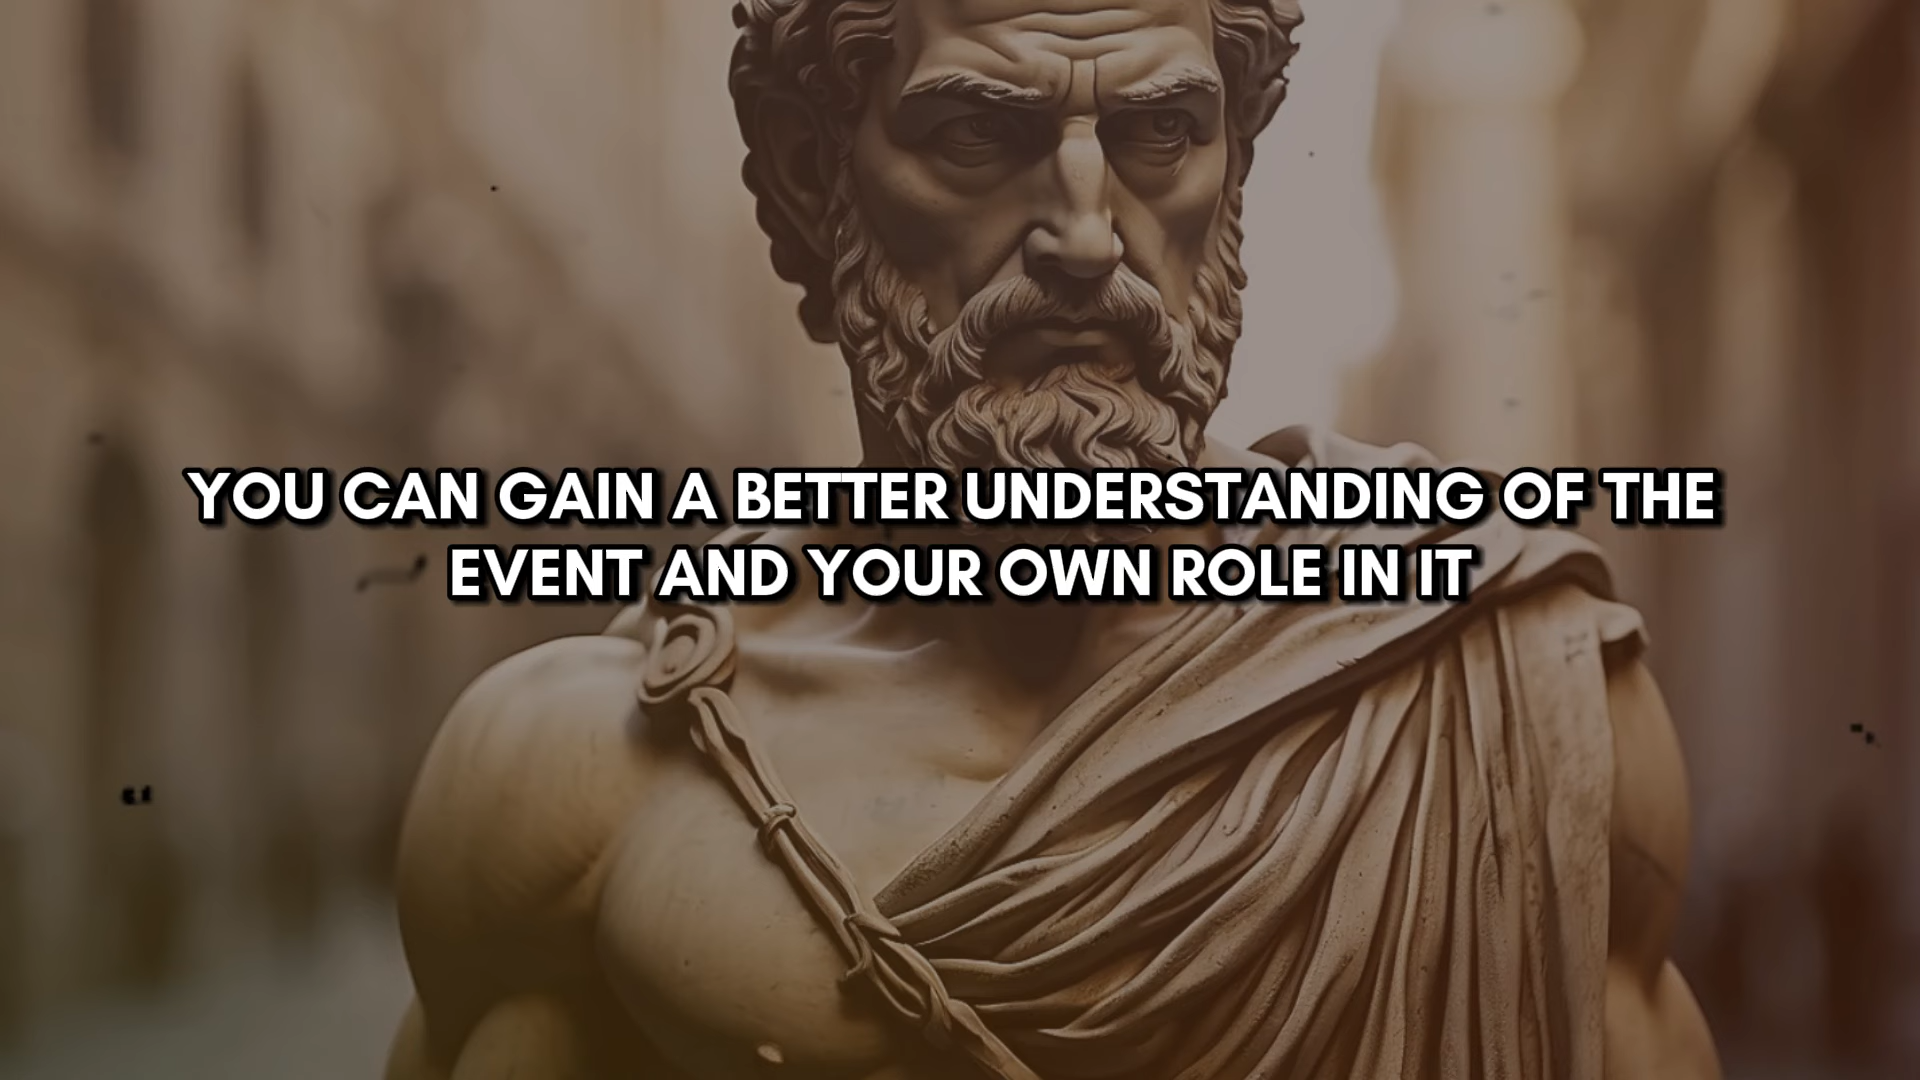 YOU CAN GAIN A BETTER UNDERSTANDING OF THE
EVENT AND YOUR OWN ROLE IN IT